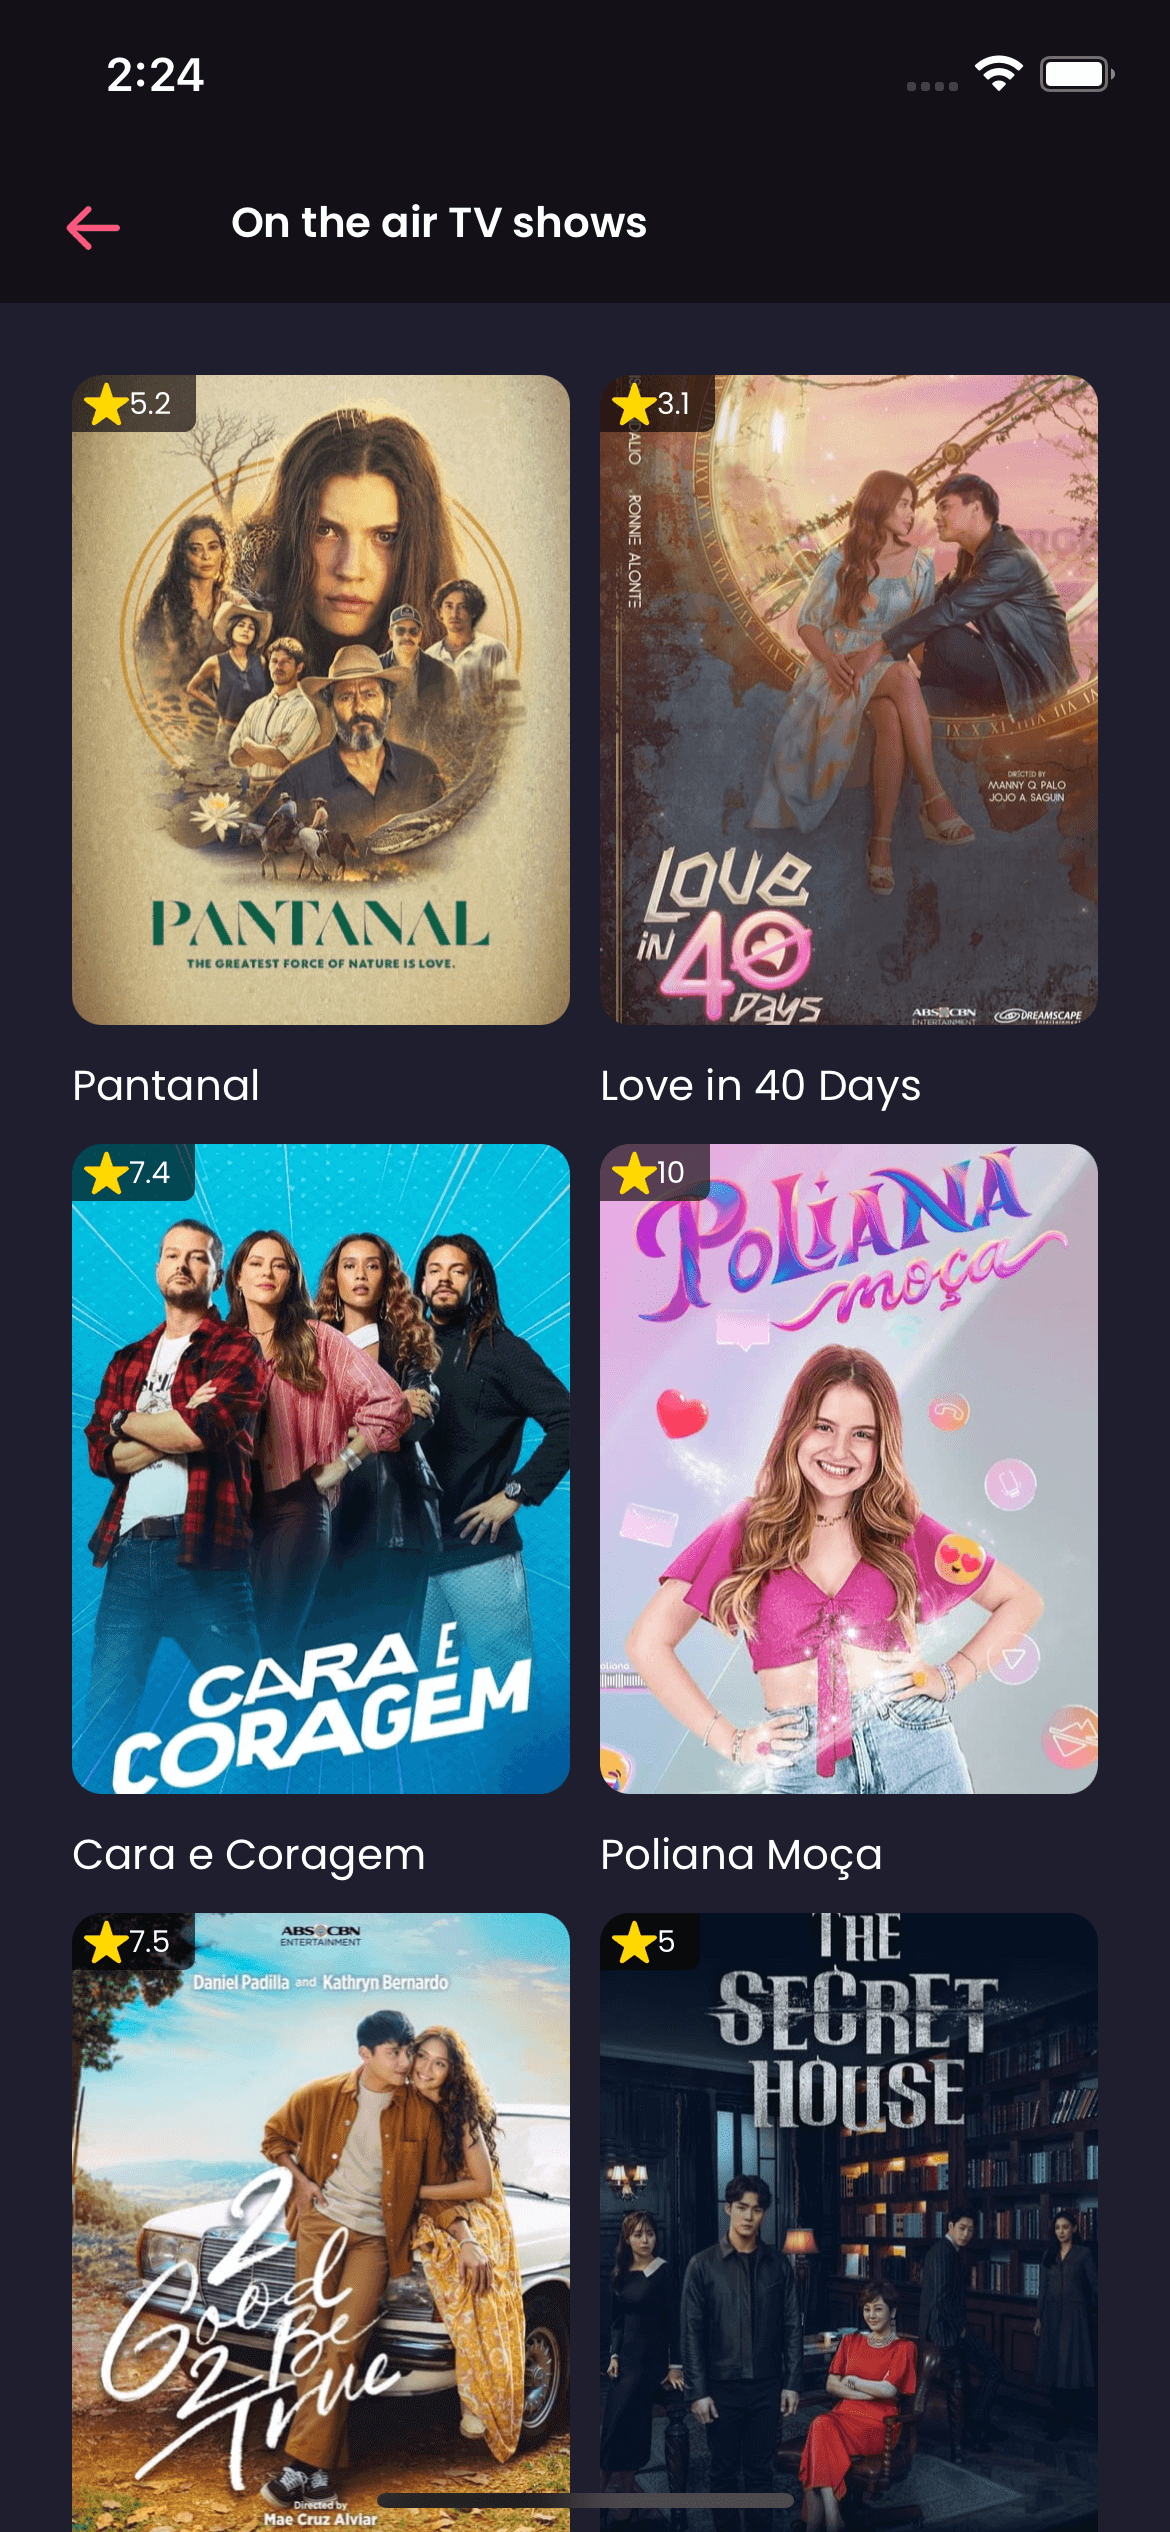 2:24
On the air TV shows
5.2
PANTANAL
THE GREATEST FORCE OF NATURE IS LOVE.
Pantanal
3.1
DALIO RONNIE ALONTE
DIRECTED BY
MANNY Q. PALO
JOJO A. SAGUIN
LOVE
IN 40
DAYS
ABS CBN
ENTERTAINMENT
DREAMSCAPE
Entertainment
Love in 40 Days
7.4
CARA E
CORAGEM
Cara e Coragem
10
POLIANA
moça
poliana
Poliana Moça
7.5
ABS CBN
ENTERTAINMENT
Daniel Padilla and Kathryn Bernardo
2
Good
2 Be
True
Directed by
Mae Cruz Alviar
5
THE
SECRET
HOUSE